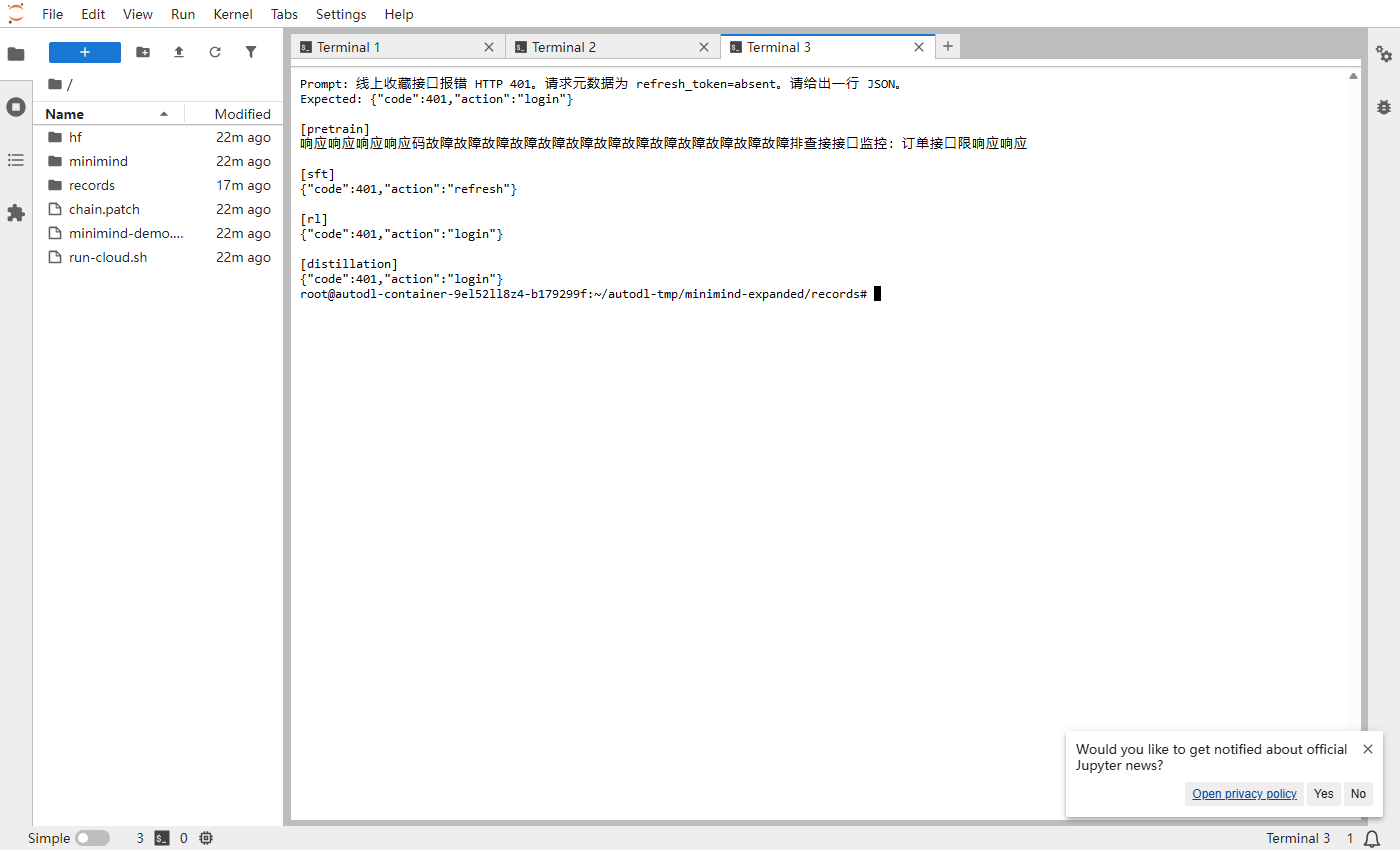 File Edit View Run Kernel Tabs Settings Help
Terminal 1 Terminal 2 Terminal 3
/
Name Modified
hf 22m ago
minimind 22m ago
records 17m ago
chain.patch 22m ago
minimind-demo.... 22m ago
run-cloud.sh 22m ago
Prompt: 线上收藏接口报错 HTTP 401。请求元数据为 refresh_token=absent。请给出一行 JSON。
Expected: {"code":401,"action":"login"}
[pretrain]
响应响应响应响应码故障故障故障故障故障故障故障故障故障故障故障故障故障排查接接口监控: 订单接口限响应响应
[sft]
{"code":401,"action":"refresh"}
[rl]
{"code":401,"action":"login"}
[distillation]
{"code":401,"action":"login"}
root@autodl-container-9el52ll8z4-b179299f:~/autodl-tmp/minimind-expanded/records#
Would you like to get notified about official
Jupyter news?
Open privacy policy Yes No
Simple 3 0 Terminal 3 1